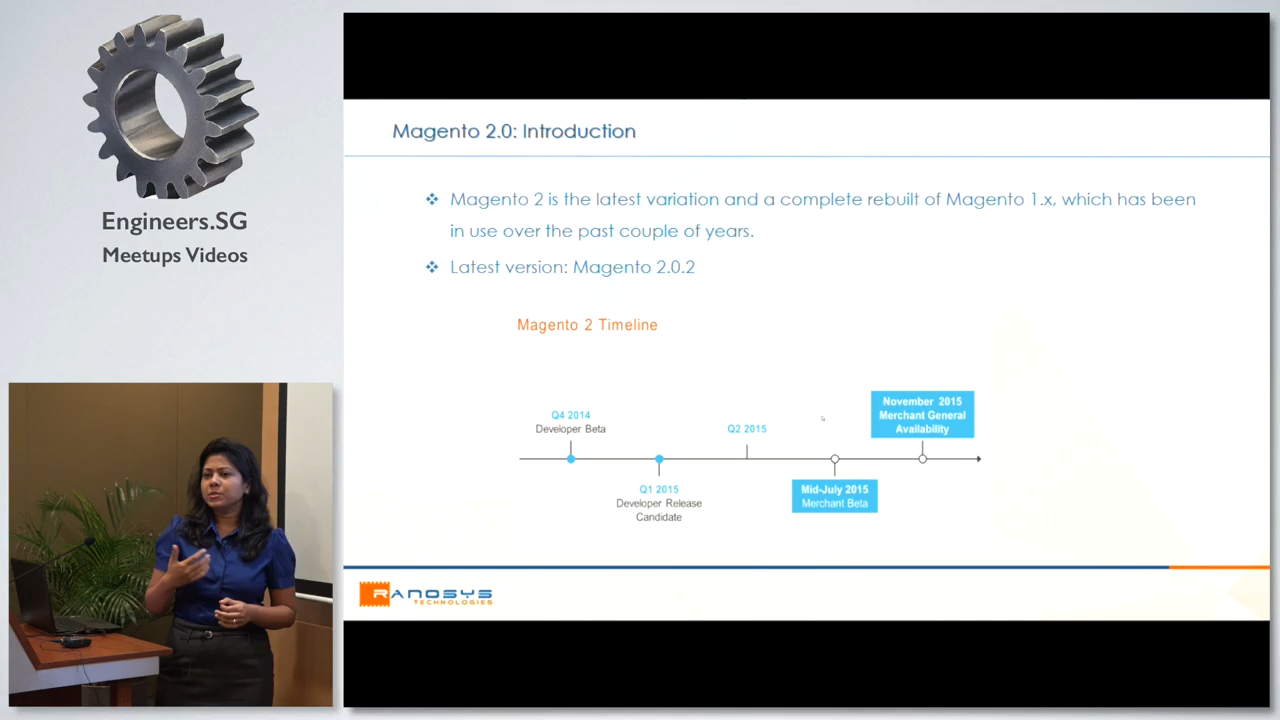 Engineers.SG
Meetups Videos
Magento 2.0: Introduction
❖ Magento 2 is the latest variation and a complete rebuilt of Magento 1.x, which has been
in use over the past couple of years.
❖ Latest version: Magento 2.0.2
Magento 2 Timeline
Q4 2014
Developer Beta
Q1 2015
Developer Release
Candidate
Q2 2015
Mid-July 2015
Merchant Beta
November 2015
Merchant General
Availability
RANOSYS
TECHNOLOGIES